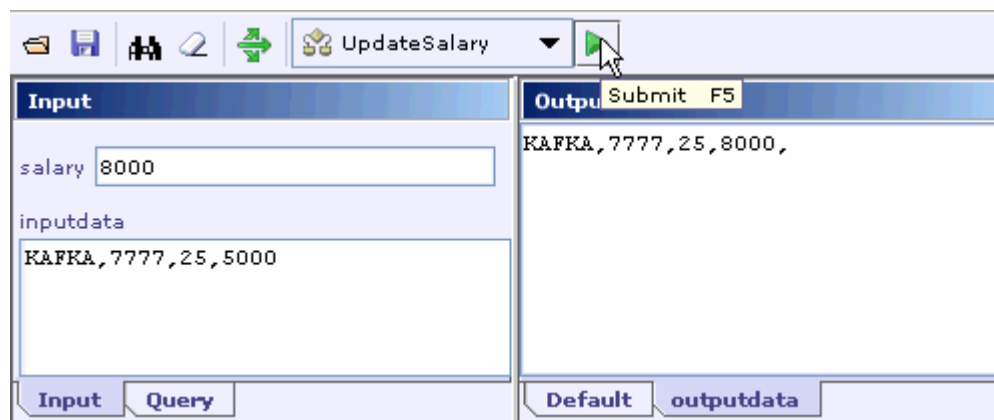 UpdateSalary
Submit F5
Input
salary 8000
inputdata
KAFKA,7777,25,5000
Input Query
Outpu
KAFKA,7777,25,8000,
Default outputdata